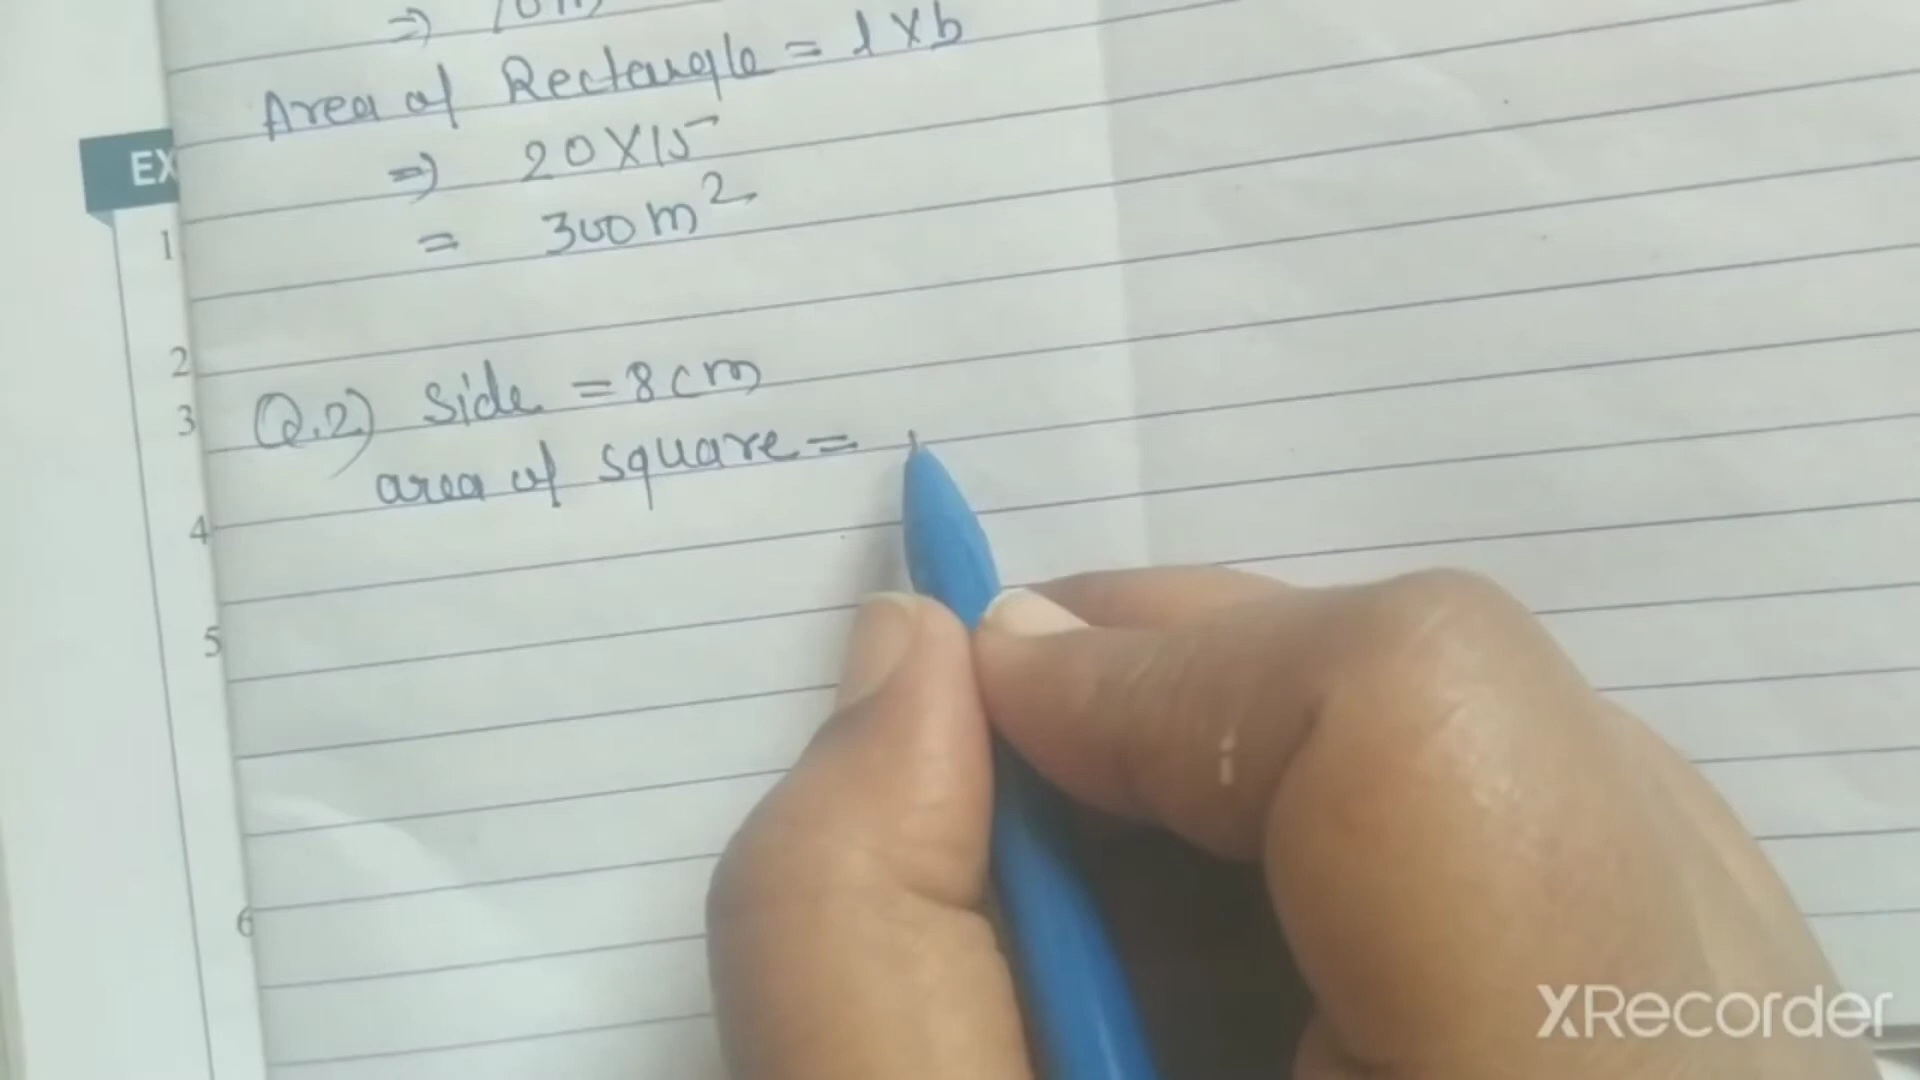 Area of Rectangle = l X b
=) 20 X 15
= 300 m²
Q.2) Side = 8 cm
area of square =
EX
1
2
3
4
5
6
XRecorder